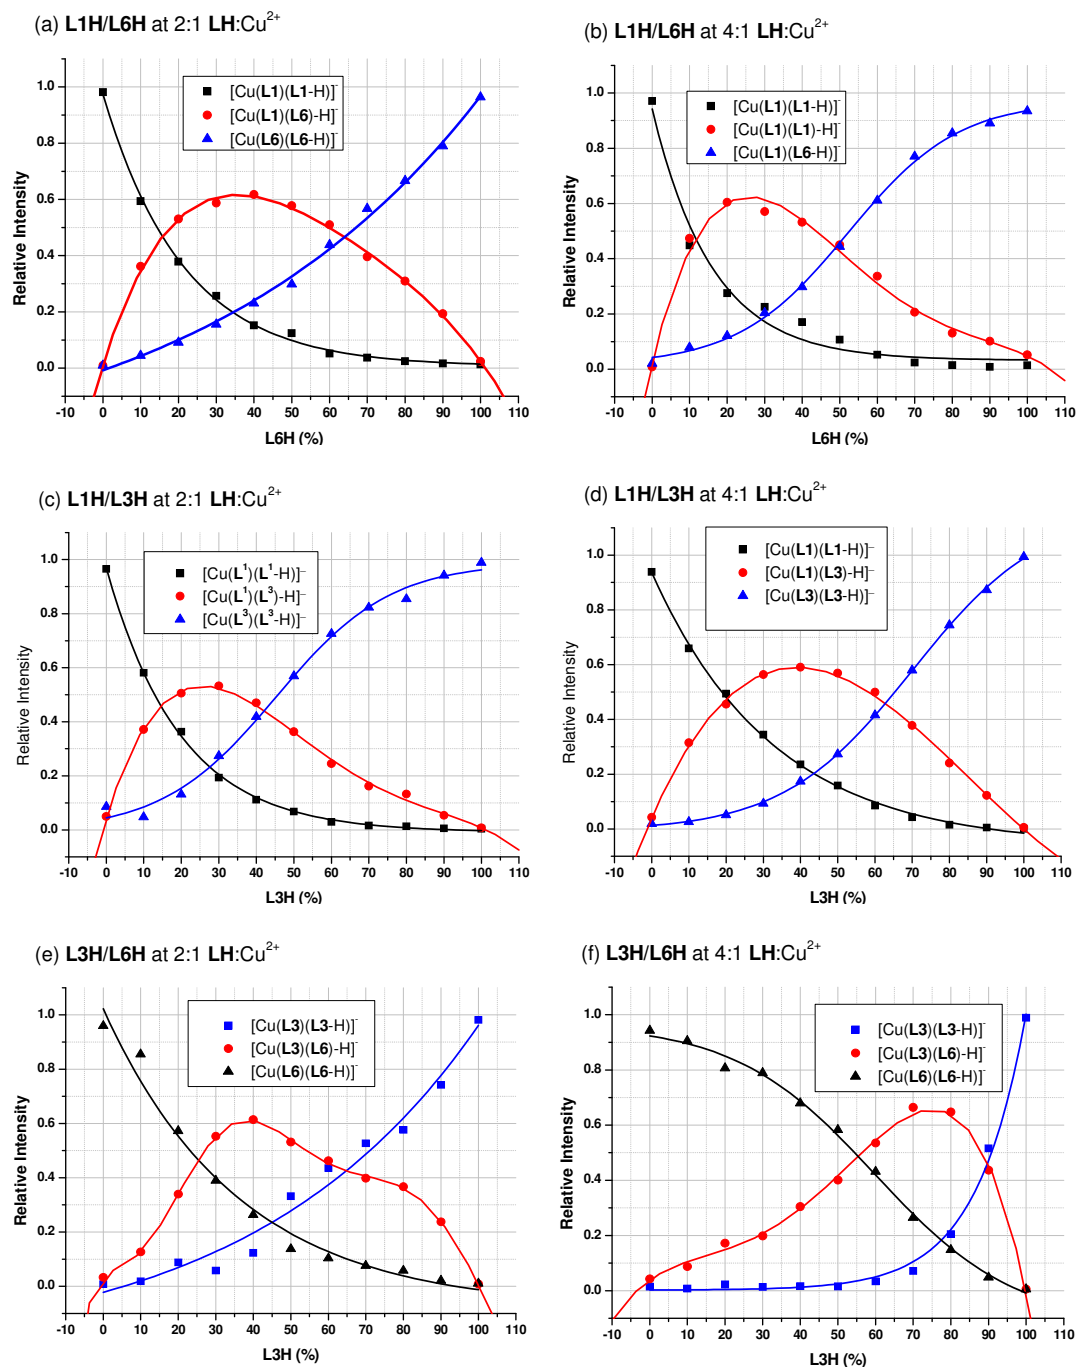 (a) L1H/L6H at 2:1 LH:Cu²⁺
[Cu(L1)(L1-H)]⁻
[Cu(L1)(L6)-H]⁻
[Cu(L6)(L6-H)]⁻
Relative Intensity
1.0
0.8
0.6
0.4
0.2
0.0
-10 0 10 20 30 40 50 60 70 80 90 100 110
L6H (%)
(b) L1H/L6H at 4:1 LH:Cu²⁺
[Cu(L1)(L1-H)]⁻
[Cu(L1)(L1)-H]⁻
[Cu(L1)(L6-H)]⁻
Relative Intensity
1.0
0.8
0.6
0.4
0.2
0.0
-10 0 10 20 30 40 50 60 70 80 90 100 110
L6H (%)
(c) L1H/L3H at 2:1 LH:Cu²⁺
[Cu(L¹)(L¹-H)]⁻
[Cu(L¹)(L³)-H]⁻
[Cu(L³)(L³-H)]⁻
Relative Intensity
1.0
0.8
0.6
0.4
0.2
0.0
-10 0 10 20 30 40 50 60 70 80 90 100 110
L3H (%)
(d) L1H/L3H at 4:1 LH:Cu²⁺
[Cu(L1)(L1-H)]⁻
[Cu(L1)(L3)-H]⁻
[Cu(L3)(L3-H)]⁻
Relative Intensity
1.0
0.8
0.6
0.4
0.2
0.0
-10 0 10 20 30 40 50 60 70 80 90 100 110
L3H (%)
(e) L3H/L6H at 2:1 LH:Cu²⁺
[Cu(L3)(L3-H)]⁻
[Cu(L3)(L6)-H]⁻
[Cu(L6)(L6-H)]⁻
Relative Intensity
1.0
0.8
0.6
0.4
0.2
0.0
-10 0 10 20 30 40 50 60 70 80 90 100 110
L3H (%)
(f) L3H/L6H at 4:1 LH:Cu²⁺
[Cu(L3)(L3-H)]⁻
[Cu(L3)(L6)-H]⁻
[Cu(L6)(L6-H)]⁻
Relative Intensity
1.0
0.8
0.6
0.4
0.2
0.0
-10 0 10 20 30 40 50 60 70 80 90 100 110
L3H (%)